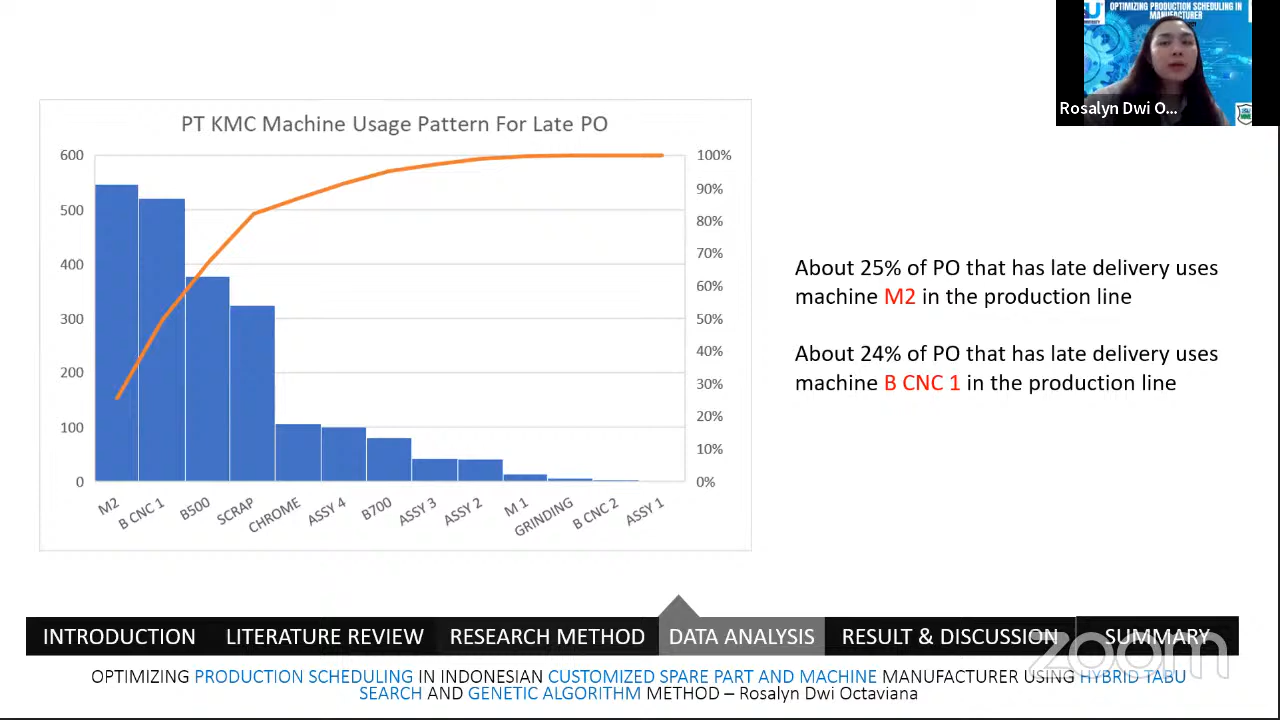 OPTIMIZING PRODUCTION SCHEDULING IN
MANUFACTURER
Rosalyn Dwi O...
PT KMC Machine Usage Pattern For Late PO
600
500
400
300
200
100
0
100%
90%
80%
70%
60%
50%
40%
30%
20%
10%
0%
M2
B CNC 1
B500
SCRAP
CHROME
ASSY 4
B700
ASSY 3
ASSY 2
M 1
GRINDING
B CNC 2
ASSY 1
About 25% of PO that has late delivery uses
machine M2 in the production line
About 24% of PO that has late delivery uses
machine B CNC 1 in the production line
INTRODUCTION LITERATURE REVIEW RESEARCH METHOD DATA ANALYSIS RESULT & DISCUSSION SUMMARY
zoom
OPTIMIZING PRODUCTION SCHEDULING IN INDONESIAN CUSTOMIZED SPARE PART AND MACHINE MANUFACTURER USING HYBRID TABU
SEARCH AND GENETIC ALGORITHM METHOD – Rosalyn Dwi Octaviana